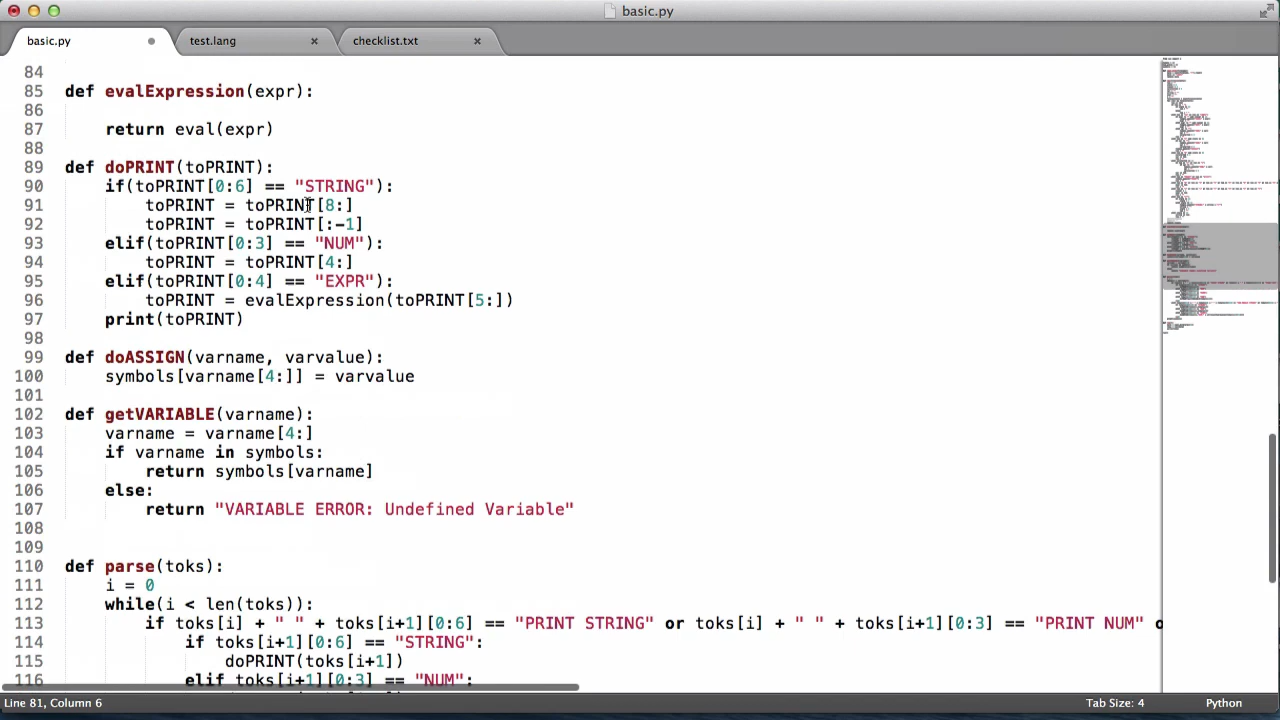 basic.py
basic.py test.lang checklist.txt
84
85 def evalExpression(expr):
86
87     return eval(expr)
88
89 def doPRINT(toPRINT):
90     if(toPRINT[0:6] == "STRING"):
91         toPRINT = toPRINT[8:]
92         toPRINT = toPRINT[:-1]
93     elif(toPRINT[0:3] == "NUM"):
94         toPRINT = toPRINT[4:]
95     elif(toPRINT[0:4] == "EXPR"):
96         toPRINT = evalExpression(toPRINT[5:])
97     print(toPRINT)
98
99 def doASSIGN(varname, varvalue):
100     symbols[varname[4:]] = varvalue
101
102 def getVARIABLE(varname):
103     varname = varname[4:]
104     if varname in symbols:
105         return symbols[varname]
106     else:
107         return "VARIABLE ERROR: Undefined Variable"
108
109
110 def parse(toks):
111     i = 0
112     while(i < len(toks)):
113         if toks[i] + " " + toks[i+1][0:6] == "PRINT STRING" or toks[i] + " " + toks[i+1][0:3] == "PRINT NUM" o
114             if toks[i+1][0:6] == "STRING":
115                 doPRINT(toks[i+1])
116             elif toks[i+1][0:3] == "NUM":
Line 81, Column 6 Tab Size: 4 Python